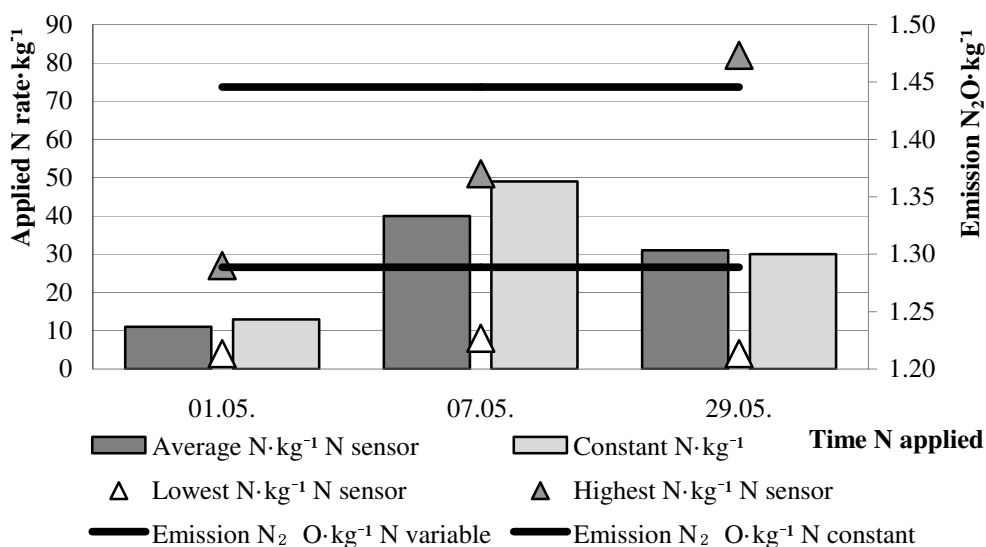 90
80
70
60
50
40
30
20
10
0
Applied N rate·kg⁻¹
1.50
1.45
1.40
1.35
1.30
1.25
1.20
Emission N₂O·kg⁻¹
01.05. 07.05. 29.05.
Time N applied
Average N·kg⁻¹ N sensor Constant N·kg⁻¹
Lowest N·kg⁻¹ N sensor Highest N·kg⁻¹ N sensor
Emission N₂ O·kg⁻¹ N variable Emission N₂ O·kg⁻¹ N constant